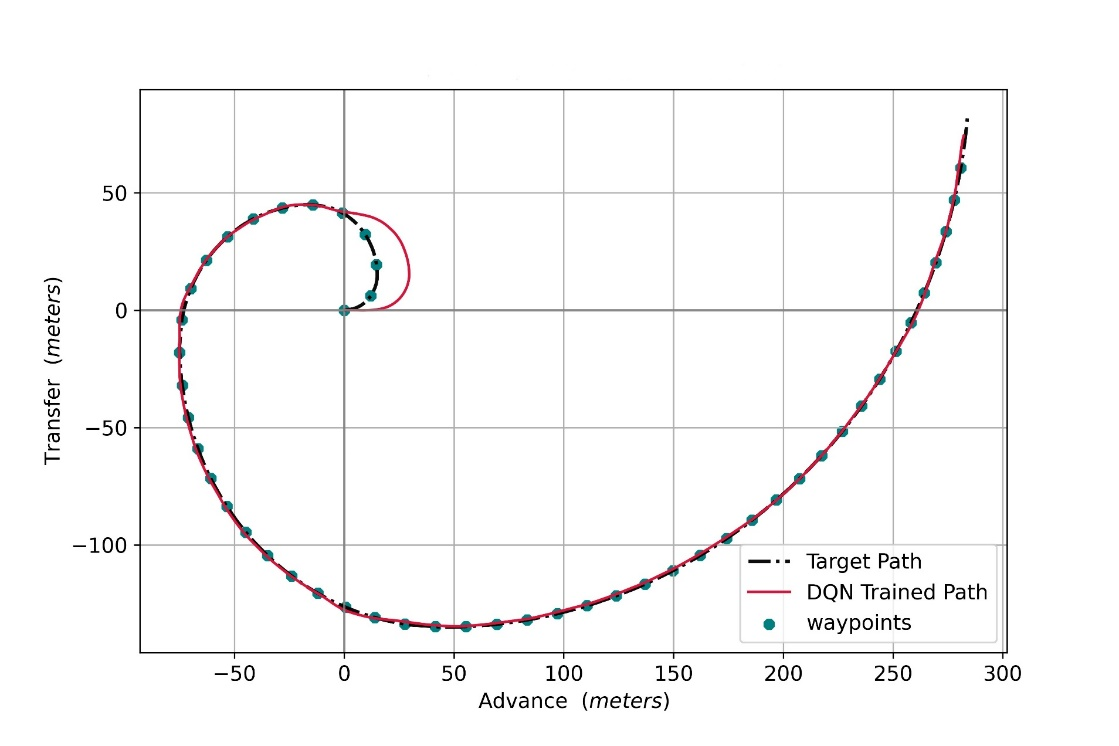 50
0
−50
−100
Transfer (meters)
−50
0
50
100
150
200
250
300
Advance (meters)
Target Path
DQN Trained Path
waypoints